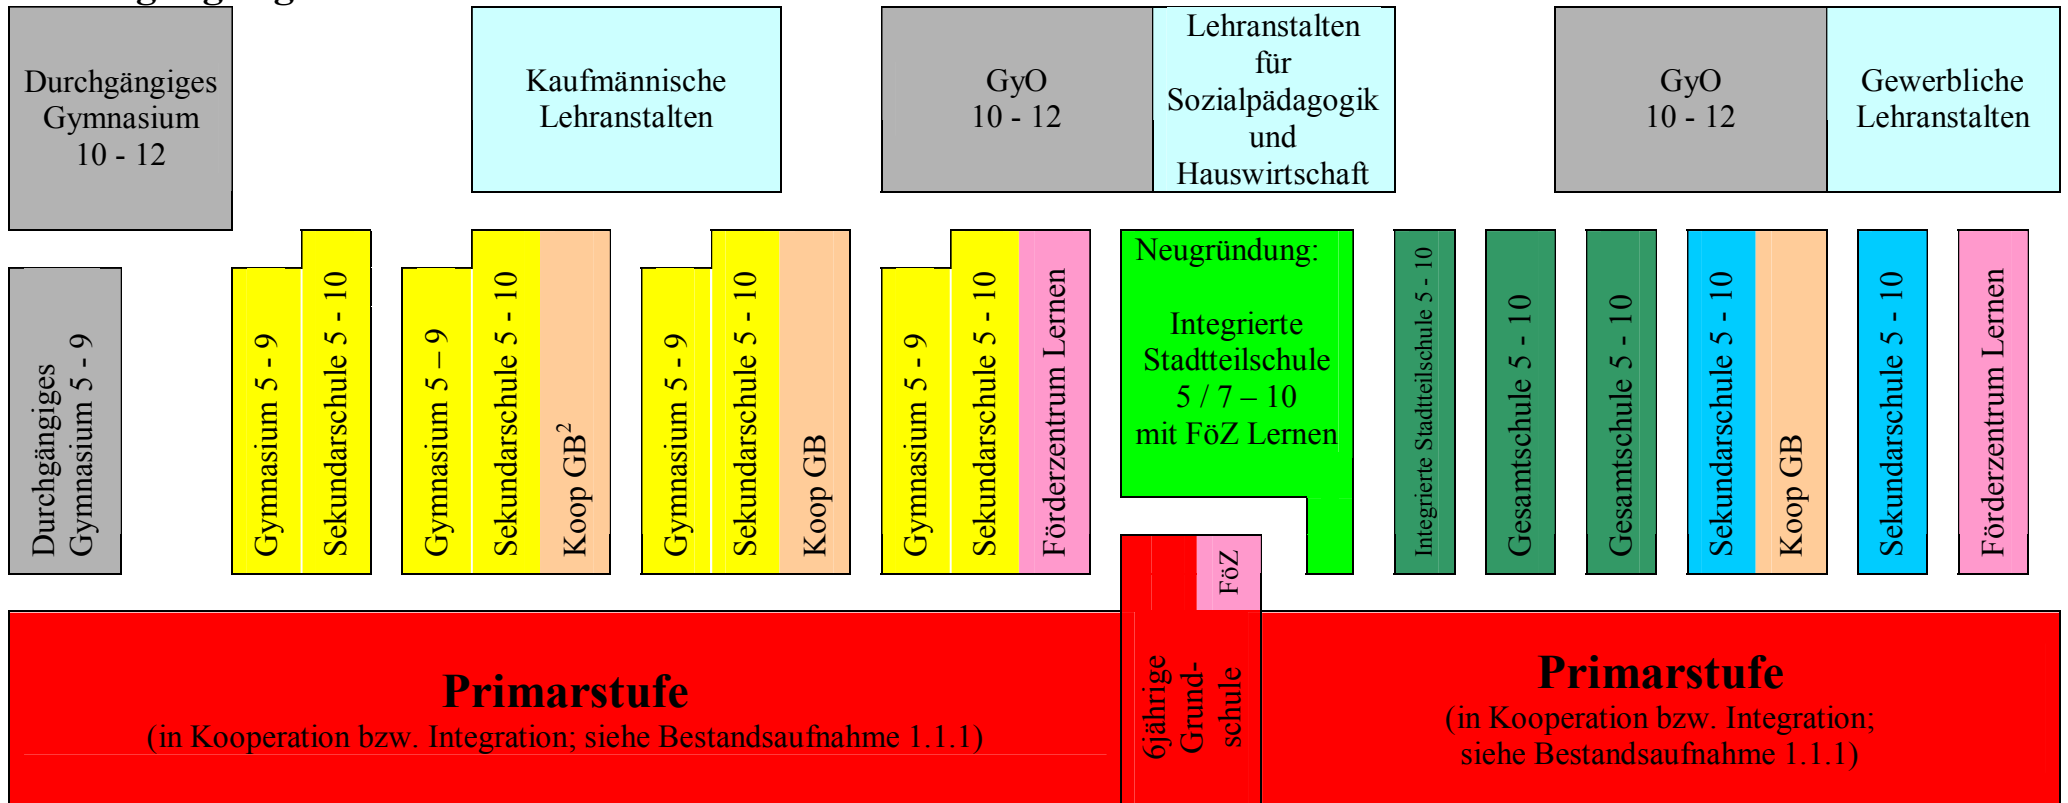 Durchgängiges
Gymnasium
10 - 12
Kaufmännische
Lehranstalten
GyO
10 - 12
Lehranstalten
für
Sozialpädagogik
und
Hauswirtschaft
GyO
10 - 12
Gewerbliche
Lehranstalten
Durchgängiges
Gymnasium 5 - 9
Gymnasium 5 - 9
Sekundarschule 5 - 10
Gymnasium 5 – 9
Sekundarschule 5 - 10
Koop GB²
Gymnasium 5 - 9
Sekundarschule 5 - 10
Koop GB
Gymnasium 5 - 9
Sekundarschule 5 - 10
Förderzentrum Lernen
Neugründung:
Integrierte
Stadtteilschule
5 / 7 – 10
mit FöZ Lernen
Integrierte Stadtteilschule 5 - 10
Gesamtschule 5 - 10
Gesamtschule 5 - 10
Sekundarschule 5 - 10
Koop GB
Sekundarschule 5 - 10
Förderzentrum Lernen
FöZ
Primarstufe
(in Kooperation bzw. Integration; siehe Bestandsaufnahme 1.1.1)
6jährige
Grund-
schule
Primarstufe
(in Kooperation bzw. Integration;
siehe Bestandsaufnahme 1.1.1)